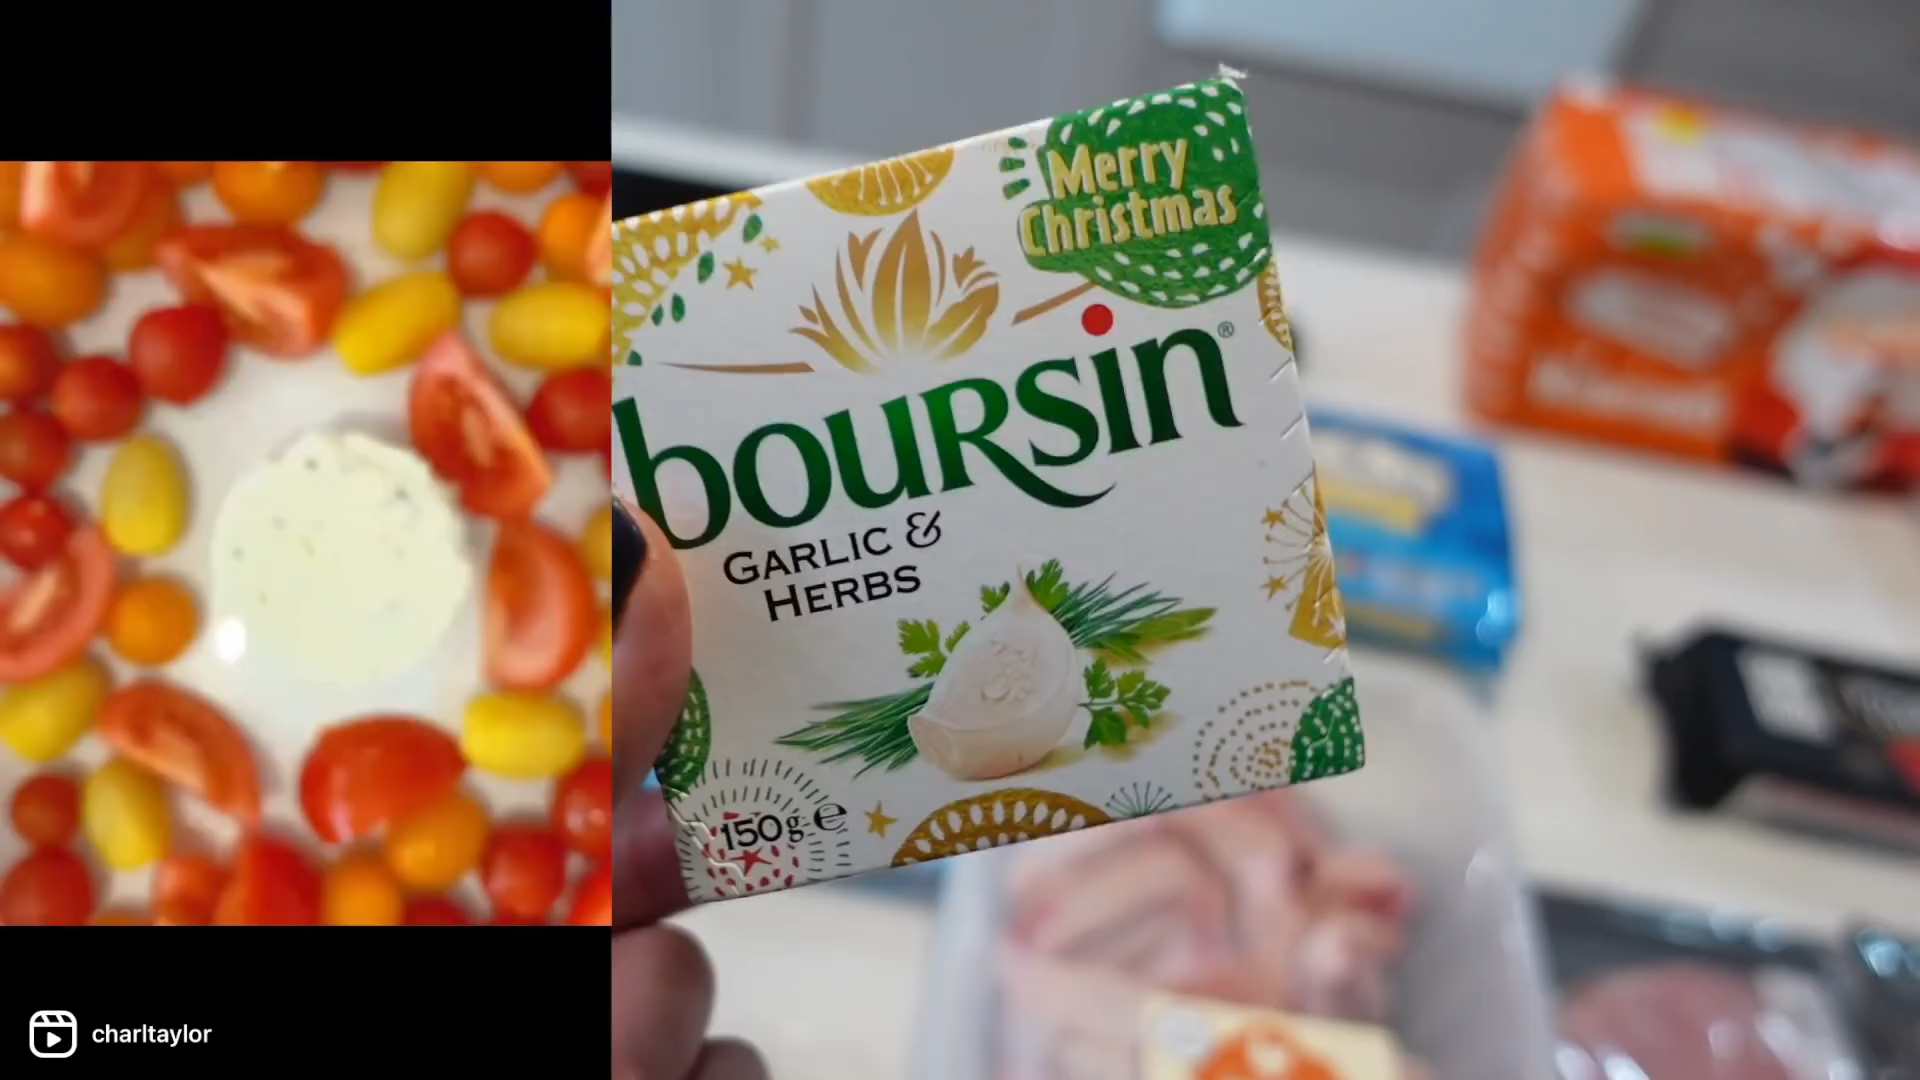 Merry
Christmas
boursin®
GARLIC &
HERBS
150g e
charltaylor